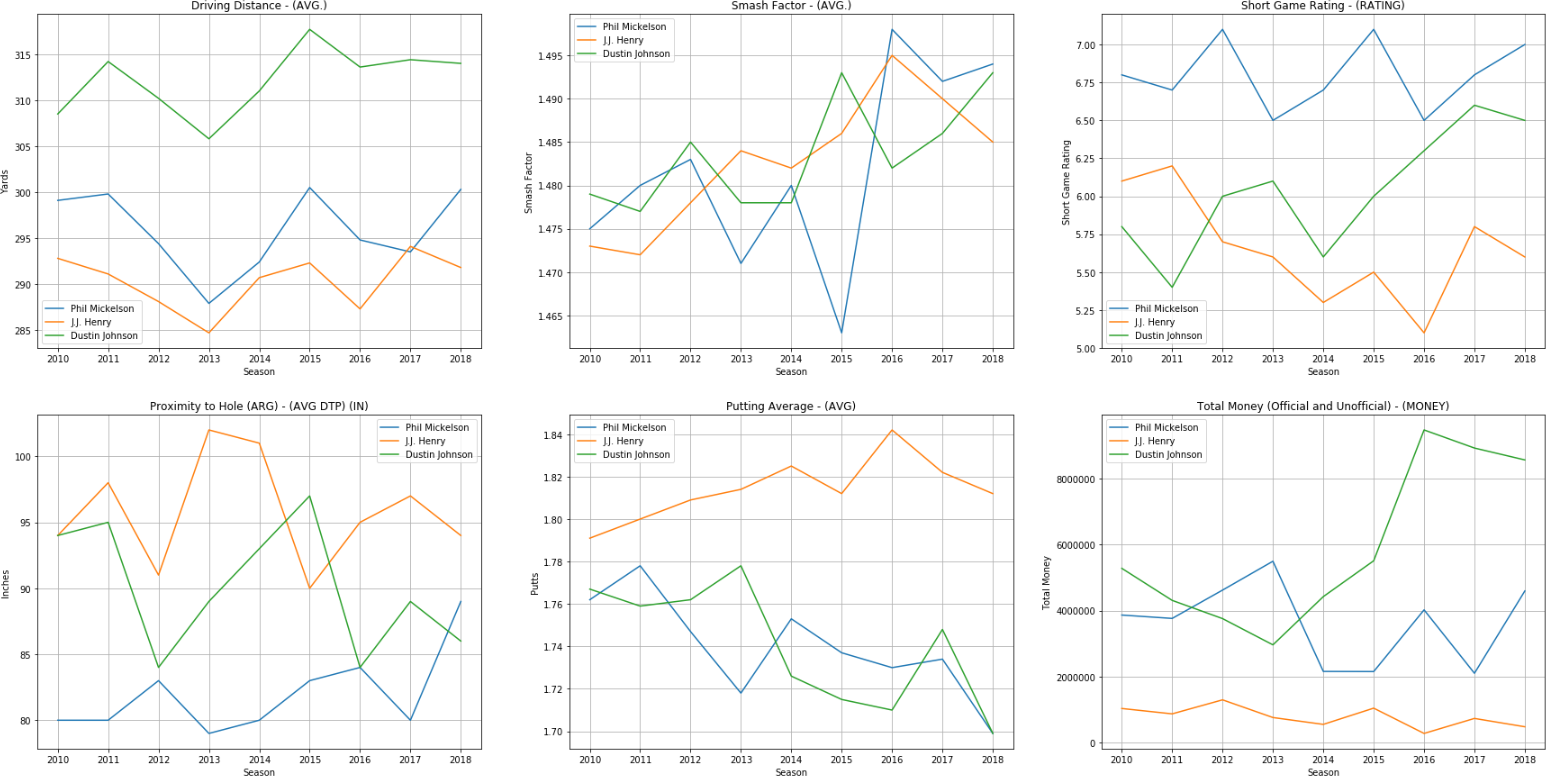 Driving Distance - (AVG.)
Yards
315
310
305
300
295
290
285
Phil Mickelson
J.J. Henry
Dustin Johnson
2010 2011 2012 2013 2014 2015 2016 2017 2018
Season
Smash Factor - (AVG.)
Smash Factor
1.495
1.490
1.485
1.480
1.475
1.470
1.465
Phil Mickelson
J.J. Henry
Dustin Johnson
2010 2011 2012 2013 2014 2015 2016 2017 2018
Season
Short Game Rating - (RATING)
Short Game Rating
7.00
6.75
6.50
6.25
6.00
5.75
5.50
5.25
5.00
Phil Mickelson
J.J. Henry
Dustin Johnson
2010 2011 2012 2013 2014 2015 2016 2017 2018
Season
Proximity to Hole (ARG) - (AVG DTP) (IN)
Inches
100
95
90
85
80
Phil Mickelson
J.J. Henry
Dustin Johnson
2010 2011 2012 2013 2014 2015 2016 2017 2018
Season
Putting Average - (AVG)
Putts
1.84
1.82
1.80
1.78
1.76
1.74
1.72
1.70
Phil Mickelson
J.J. Henry
Dustin Johnson
2010 2011 2012 2013 2014 2015 2016 2017 2018
Season
Total Money (Official and Unofficial) - (MONEY)
Total Money
8000000
6000000
4000000
2000000
0
Phil Mickelson
J.J. Henry
Dustin Johnson
2010 2011 2012 2013 2014 2015 2016 2017 2018
Season